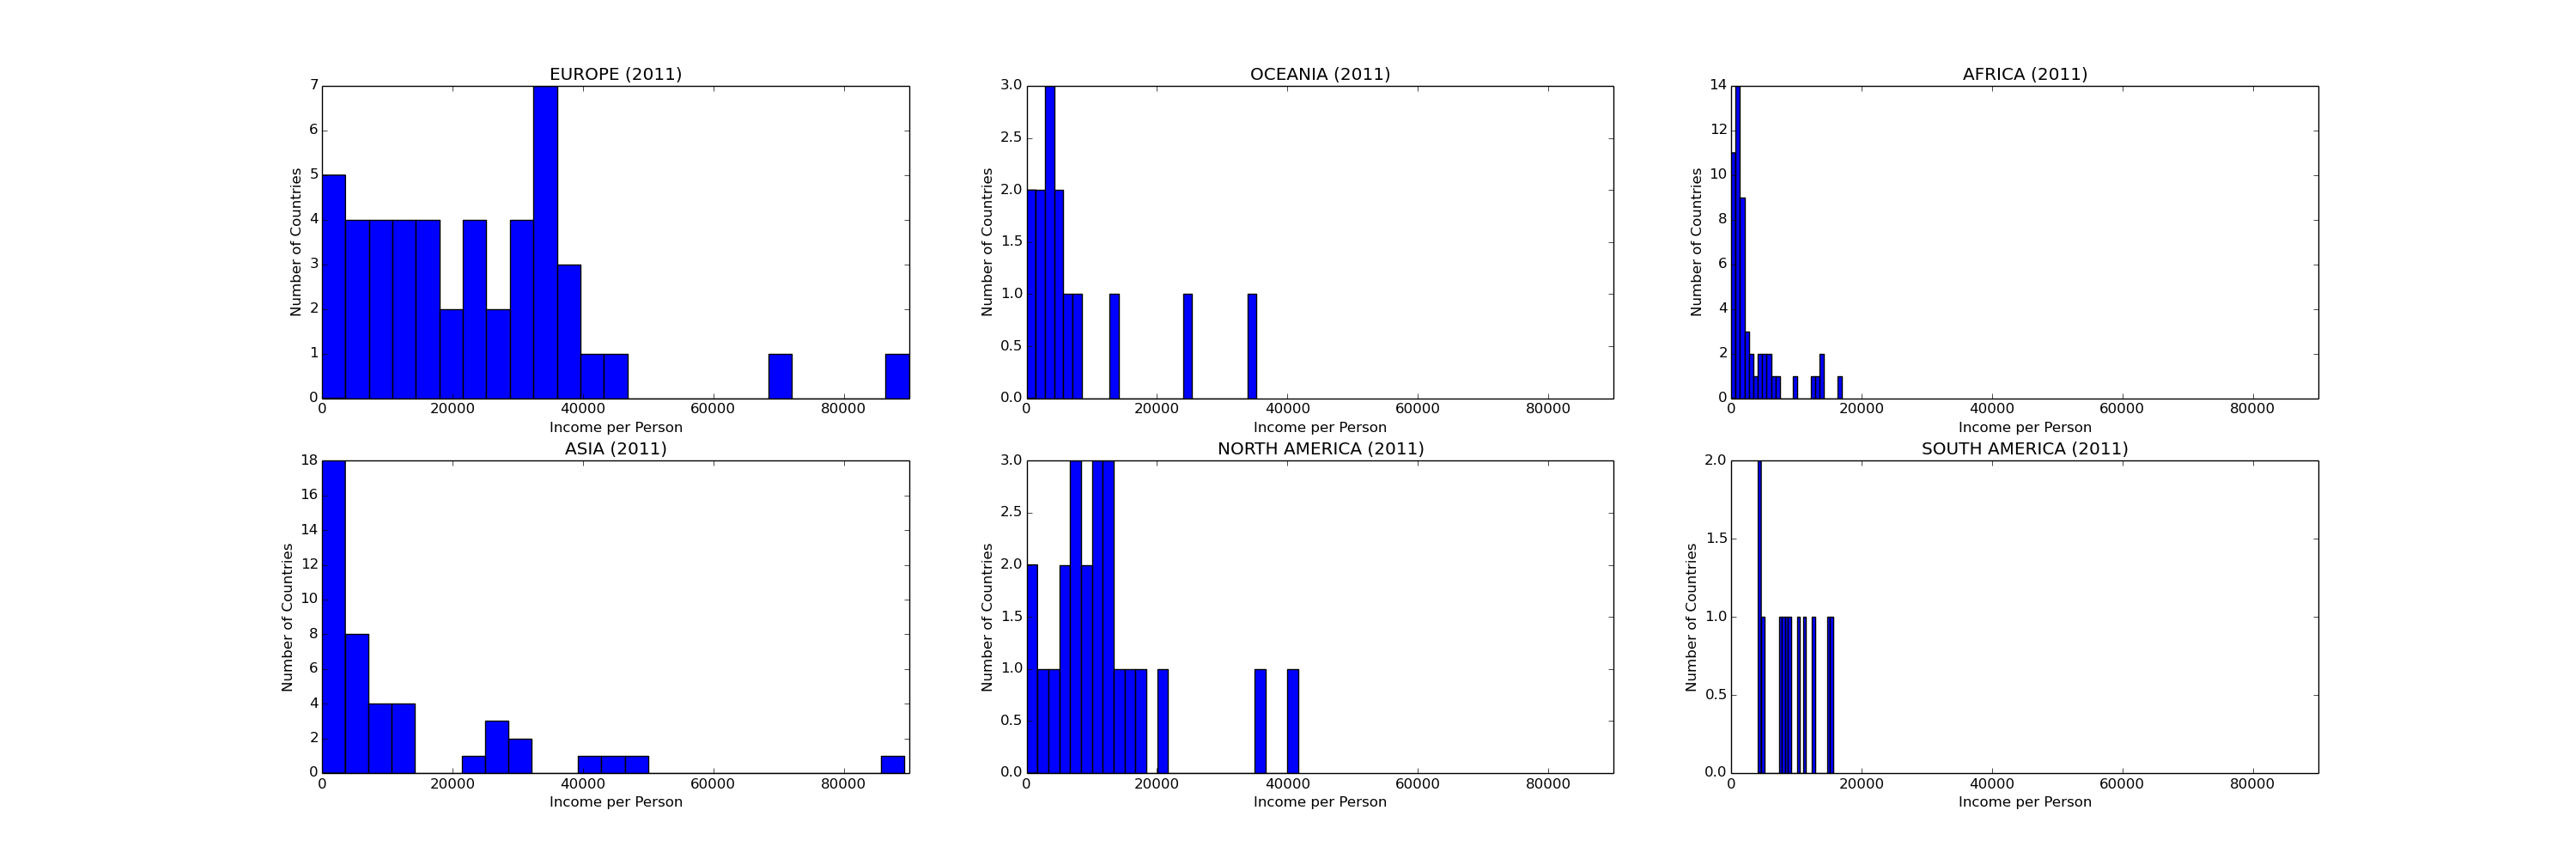 EUROPE (2011)
7
6
5
4
3
2
1
0
0 20000 40000 60000 80000
Number of Countries
Income per Person
OCEANIA (2011)
3.0
2.5
2.0
1.5
1.0
0.5
0.0
0 20000 40000 60000 80000
Number of Countries
Income per Person
AFRICA (2011)
14
12
10
8
6
4
2
0
0 20000 40000 60000 80000
Number of Countries
Income per Person
ASIA (2011)
18
16
14
12
10
8
6
4
2
0
0 20000 40000 60000 80000
Number of Countries
Income per Person
NORTH AMERICA (2011)
3.0
2.5
2.0
1.5
1.0
0.5
0.0
0 20000 40000 60000 80000
Number of Countries
Income per Person
SOUTH AMERICA (2011)
2.0
1.5
1.0
0.5
0.0
0 20000 40000 60000 80000
Number of Countries
Income per Person